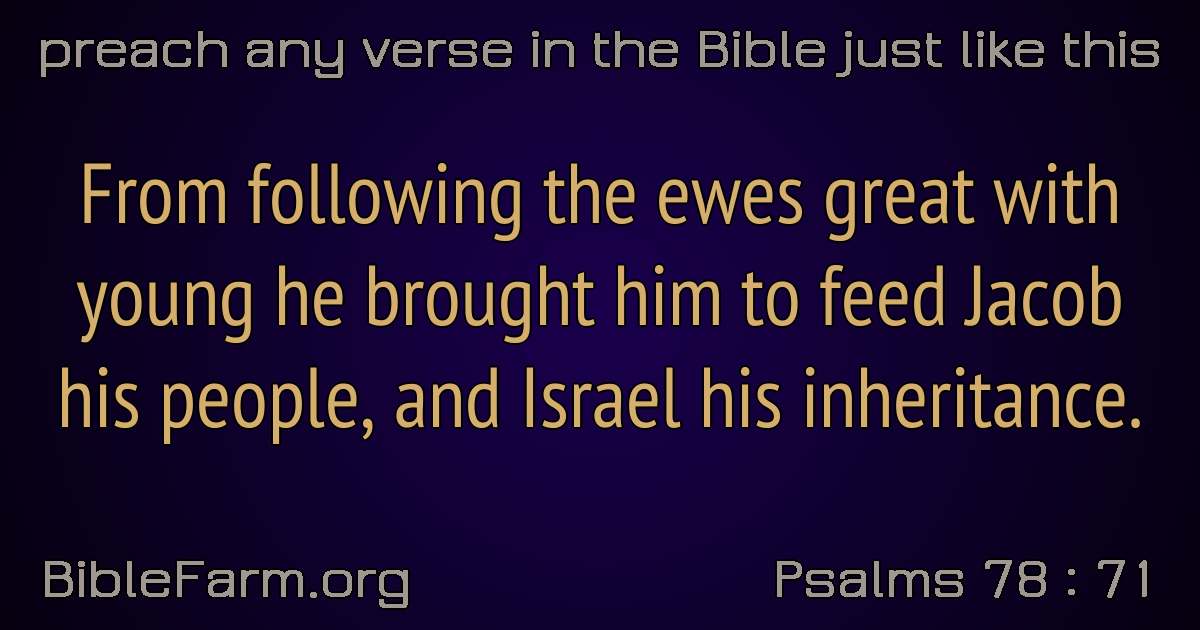 preach any verse in the Bible just like this
From following the ewes great with
young he brought him to feed Jacob
his people, and Israel his inheritance.
BibleFarm.org
Psalms 78 : 71